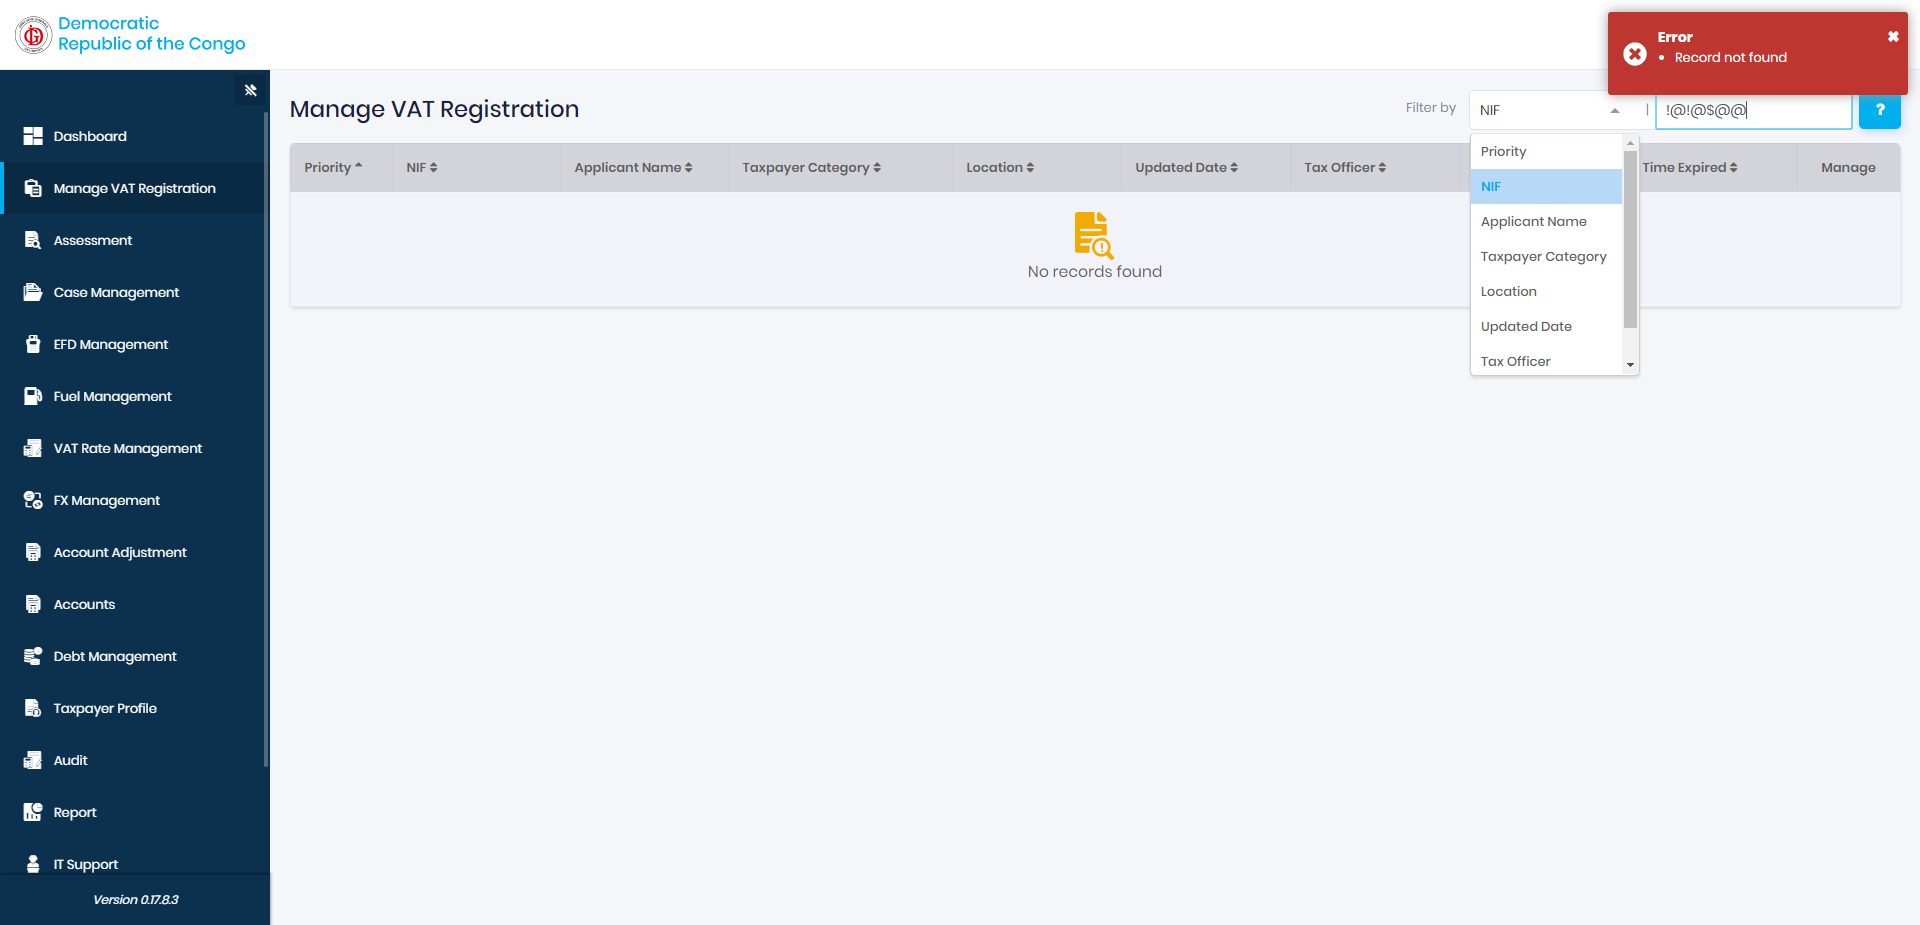 Democratic
Republic of the Congo
Error
Record not found
Manage VAT Registration
Filter by
NIF
|
!@!@$@@
?
Priority
NIF
Applicant Name
Taxpayer Category
Location
Updated Date
Tax Officer
Time Expired
Manage
Priority
NIF
Applicant Name
Taxpayer Category
Location
Updated Date
Tax Officer
No records found
Dashboard
Manage VAT Registration
Assessment
Case Management
EFD Management
Fuel Management
VAT Rate Management
FX Management
Account Adjustment
Accounts
Debt Management
Taxpayer Profile
Audit
Report
IT Support
Version 0.17.8.3